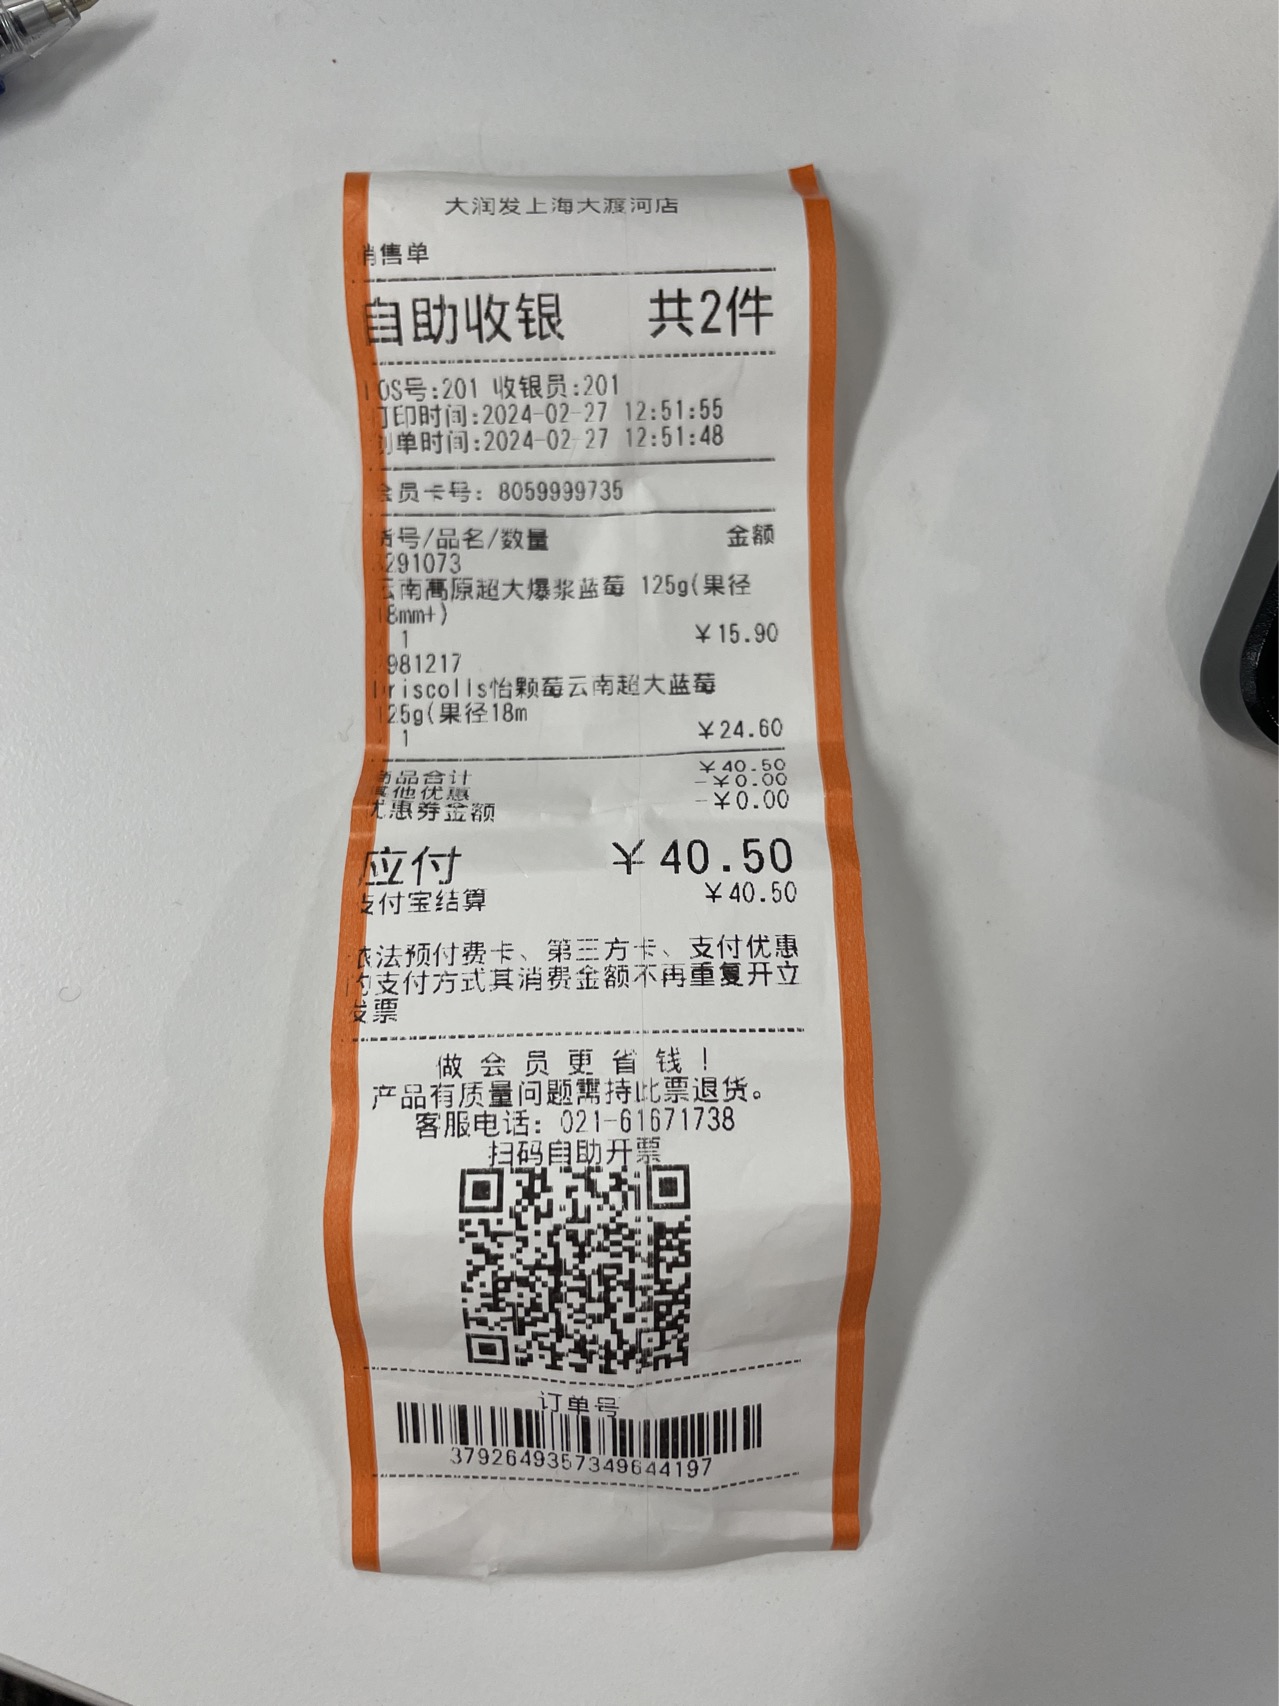 大润发上海大渡河店
销售单
自助收银 共2件
POS号:201 收银员:201
打印时间:2024-02-27 12:51:55
创单时间:2024-02-27 12:51:48
会员卡号: 8059999735
货号/品名/数量 金额
291073
云南高原超大爆浆蓝莓 125g(果径
18mm+)
1 ¥15.90
981217
Driscolls怡颗莓云南超大蓝莓
125g(果径18m
1 ¥24.60
商品合计 ¥40.50
其他优惠 -¥0.00
优惠券金额 -¥0.00
应付 ¥40.50
支付宝结算 ¥40.50
依法预付费卡、第三方卡、支付优惠
的支付方式其消费金额不再重复开立
发票
做会员更省钱!
产品有质量问题需持此票退货。
客服电话: 021-61671738
扫码自助开票
订单号
3792649357349644197